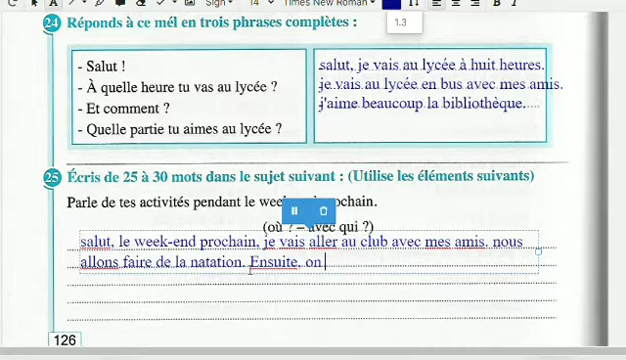 Sign 14 Times New Roman B I
24 Réponds à ce mél en trois phrases complètes :
1.3
- Salut !
- À quelle heure tu vas au lycée ?
- Et comment ?
- Quelle partie tu aimes au lycée ?
salut, je vais au lycée à huit heures.
je vais au lycée en bus avec mes amis.
j'aime beaucoup la bibliothèque.
25 Écris de 25 à 30 mots dans le sujet suivant : (Utilise les éléments suivants)
Parle de tes activités pendant le
(où ? – avec qui ?)
salut, le week-end prochain, je vais aller au club avec mes amis. nous
allons faire de la natation. Ensuite, on
126